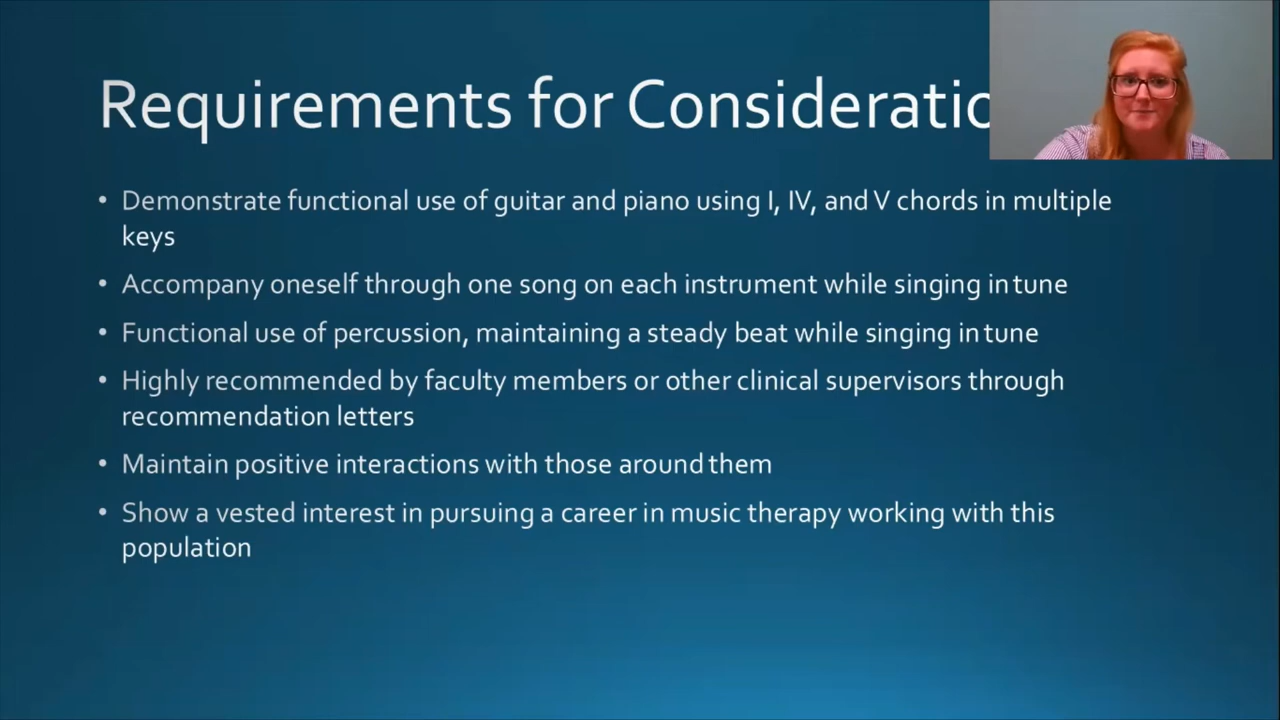 Requirements for Consideratio
• Demonstrate functional use of guitar and piano using I, IV, and V chords in multiple
keys
• Accompany oneself through one song on each instrument while singing in tune
• Functional use of percussion, maintaining a steady beat while singing in tune
• Highly recommended by faculty members or other clinical supervisors through
recommendation letters
• Maintain positive interactions with those around them
• Show a vested interest in pursuing a career in music therapy working with this
population